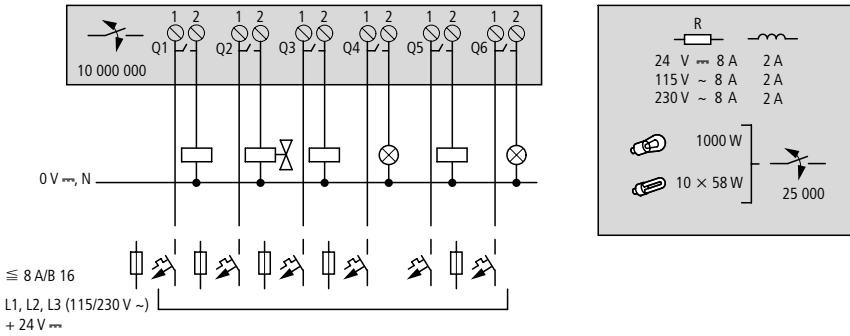 1 2 1 2 1 2 1 2 1 2 1 2
Q1 Q2 Q3 Q4 Q5 Q6
10 000 000
0 V ⎓, N
≦ 8 A/B 16
L1, L2, L3 (115/230 V ~)
+ 24 V ⎓
R
24 V ⎓ 8 A 2 A
115 V ~ 8 A 2 A
230 V ~ 8 A 2 A
1000 W
10 × 58 W
25 000